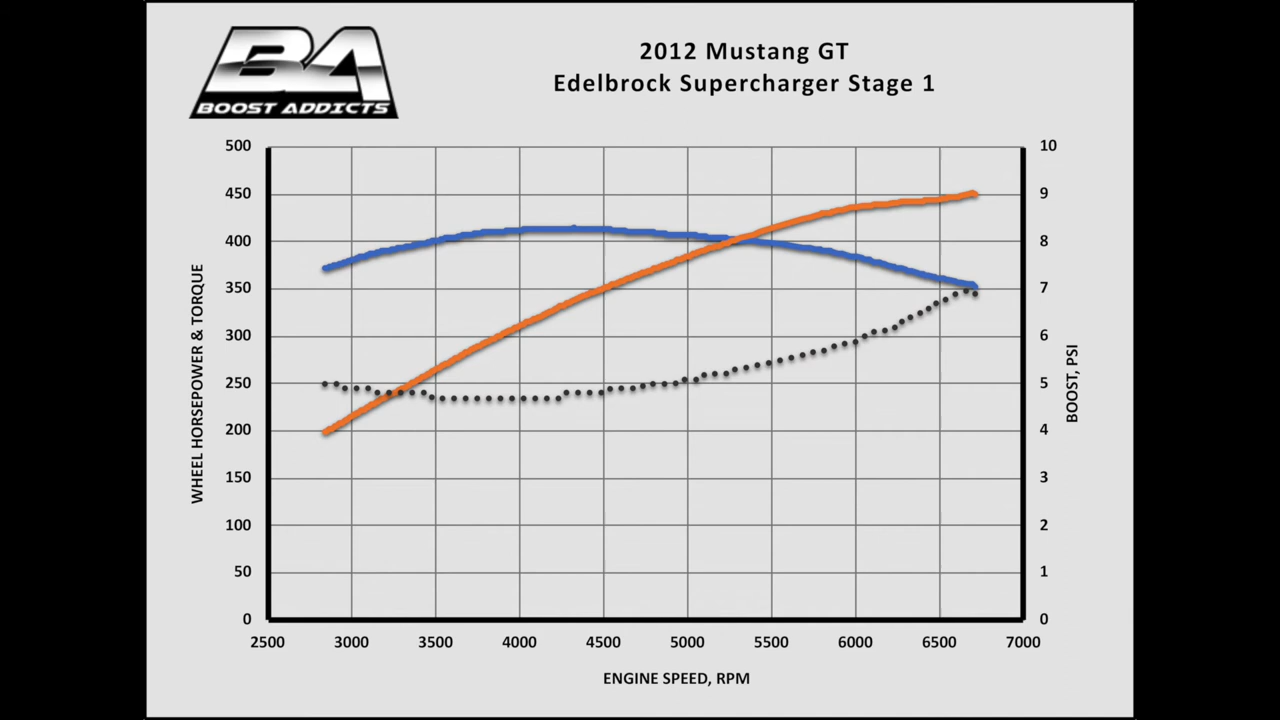 BA
BOOST ADDICTS
2012 Mustang GT
Edelbrock Supercharger Stage 1
500
450
400
350
300
250
200
150
100
50
0
WHEEL HORSEPOWER & TORQUE
10
9
8
7
6
5
4
3
2
1
0
BOOST, PSI
2500 3000 3500 4000 4500 5000 5500 6000 6500 7000
ENGINE SPEED, RPM